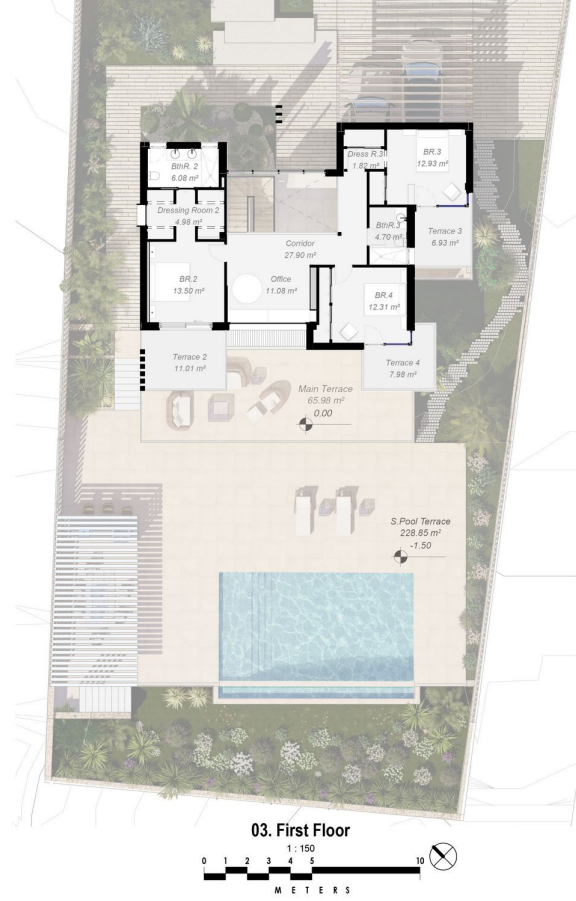 BthR. 2
6.08 m²
Dress R.3
1.82 m²
BR.3
12.93 m²
Dressing Room 2
4.98 m²
BthR.3
4.70 m²
Terrace 3
6.93 m²
Corridor
27.90 m²
BR.2
13.50 m²
Office
11.08 m²
BR.4
12.31 m²
Terrace 2
11.01 m²
Terrace 4
7.98 m²
Main Terrace
65.98 m²
0.00
S.Pool Terrace
228.85 m²
-1.50
03. First Floor
1 : 150
0 1 2 3 4 5 10
METERS